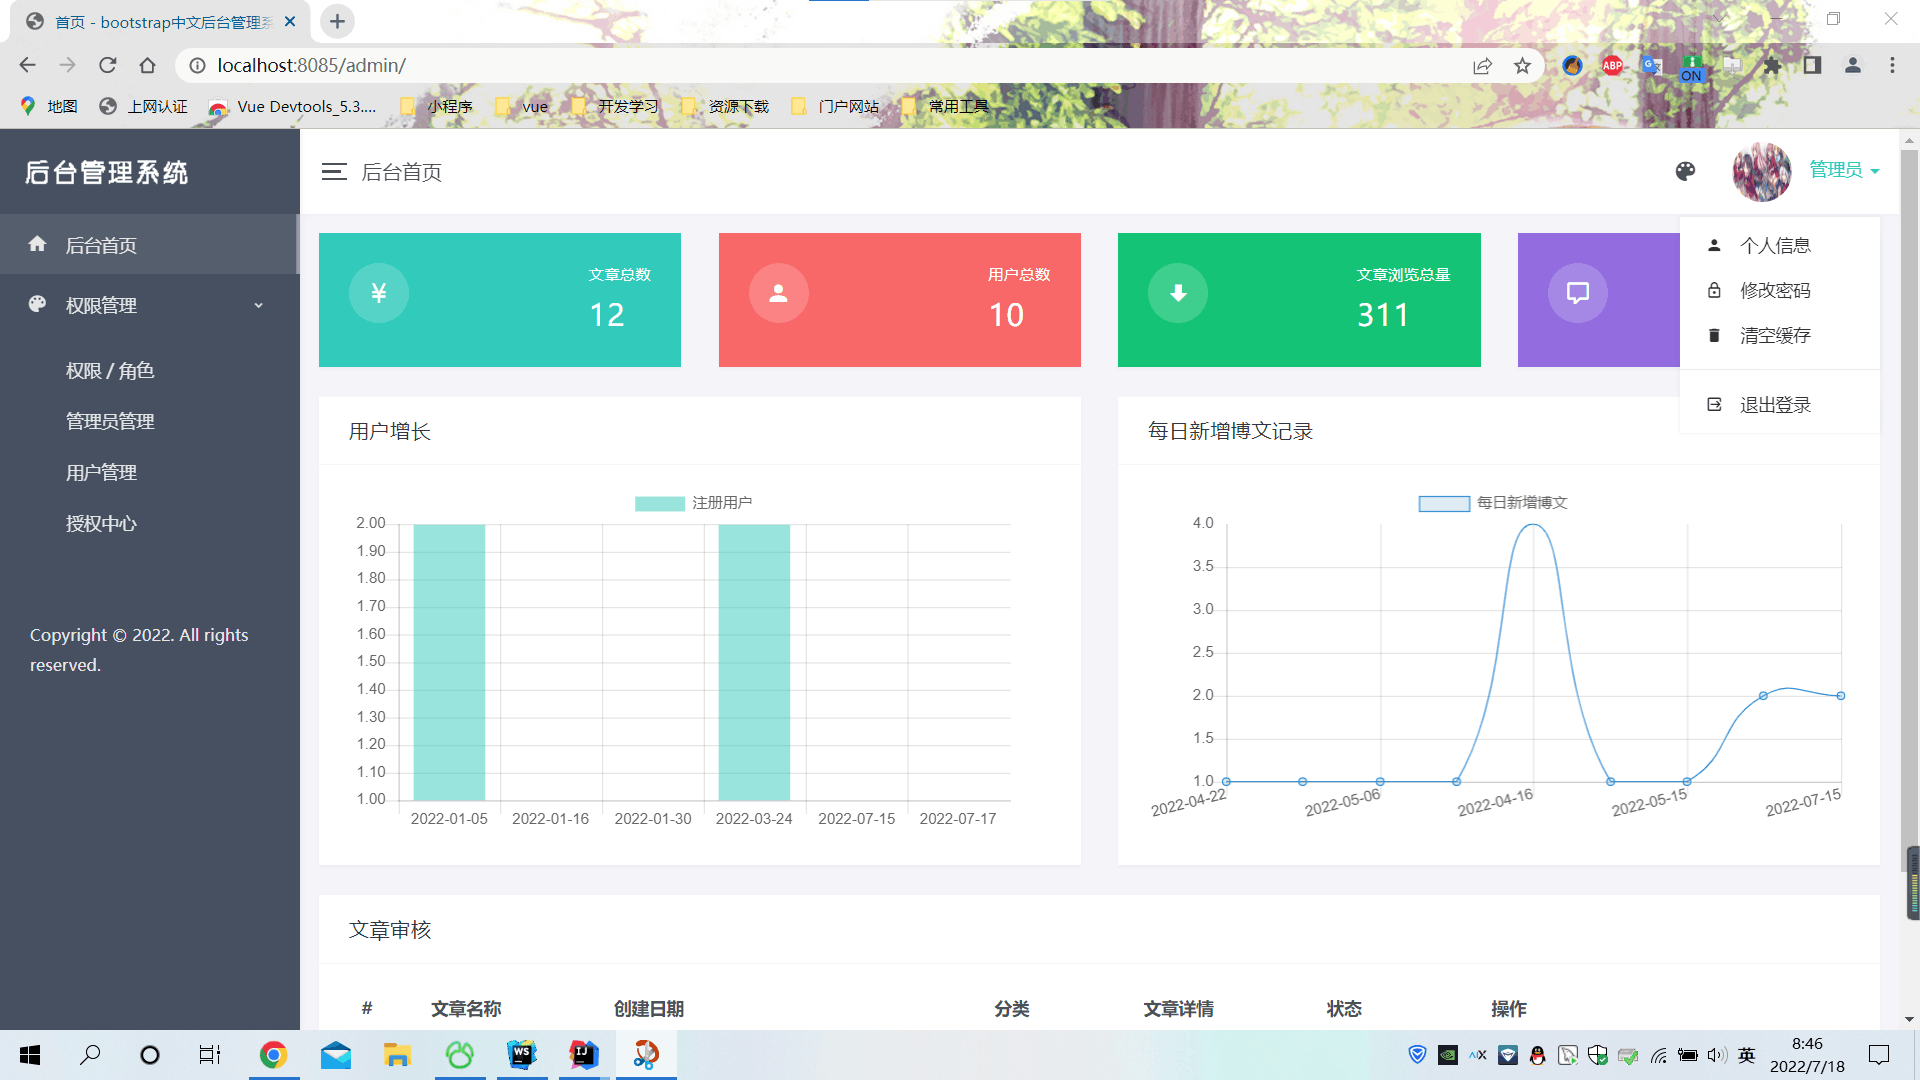 首页 - bootstrap中文后台管理系
localhost:8085/admin/
ABP
ON
地图
上网认证
Vue Devtools_5.3....
小程序
vue
开发学习
资源下载
门户网站
常用工具
后台管理系统
后台首页
管理员
后台首页
权限管理
权限 / 角色
管理员管理
用户管理
授权中心
Copyright © 2022. All rights
reserved.
¥
文章总数
12
用户总数
10
文章浏览总量
311
个人信息
修改密码
清空缓存
退出登录
用户增长
注册用户
2.00
1.90
1.80
1.70
1.60
1.50
1.40
1.30
1.20
1.10
1.00
2022-01-05
2022-01-16
2022-01-30
2022-03-24
2022-07-15
2022-07-17
每日新增博文记录
每日新增博文
4.0
3.5
3.0
2.5
2.0
1.5
1.0
2022-04-22
2022-05-06
2022-04-16
2022-05-15
2022-07-15
文章审核
# 文章名称 创建日期 分类 文章详情 状态 操作
WS
IJ
英
8:46
2022/7/18